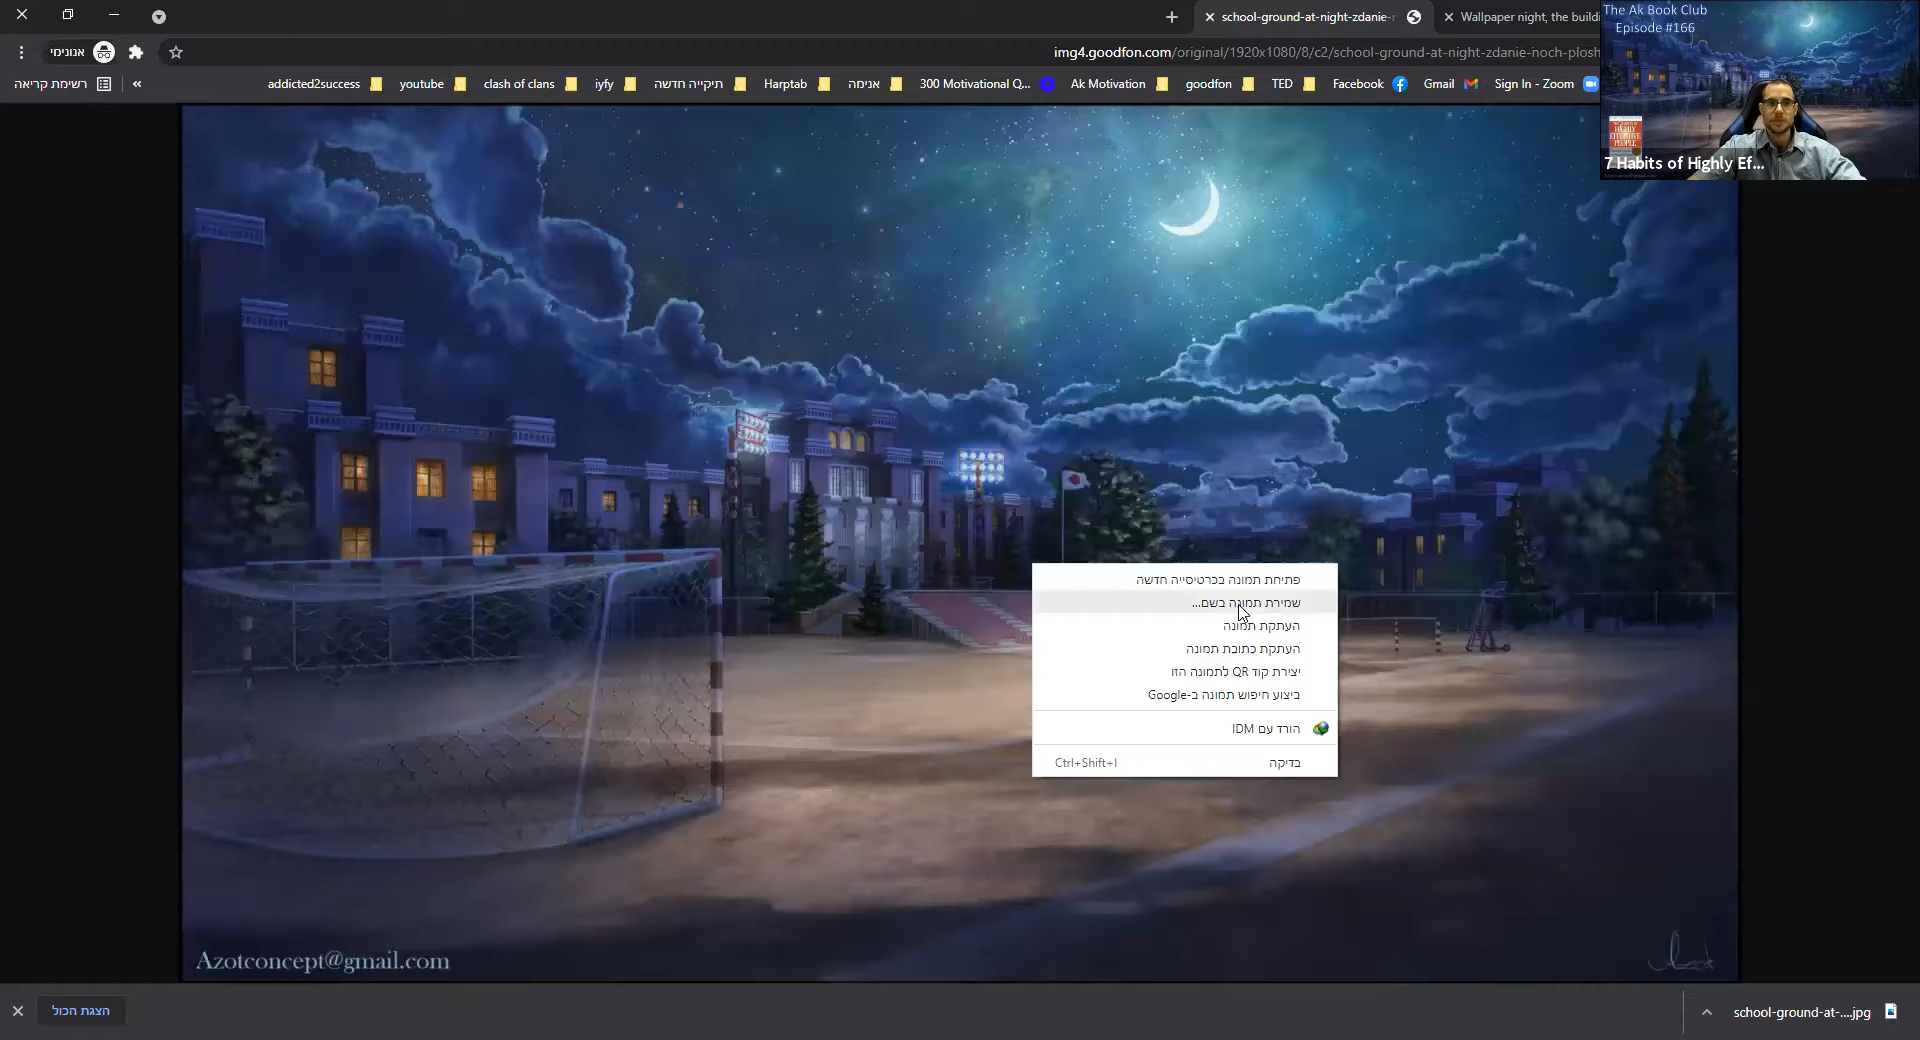 school-ground-at-night-zdanie-
Wallpaper night, the build
אנונימי
img4.goodfon.com/original/1920x1080/8/c2/school-ground-at-night-zdanie-noch-plosh
רשימת קריאה
«
addicted2success
youtube
clash of clans
iyfy
תיקייה חדשה
Harptab
אנימה
300 Motivational Q...
Ak Motivation
goodfon
TED
Facebook
Gmail
Sign In - Zoom
The Ak Book Club
Episode #166
HIGHLY
EFFECTIVE
PEOPLE
7 Habits of Highly Ef...
פתיחת תמונה בכרטיסייה חדשה
שמירת תמונה בשם...
העתקת תמונה
העתקת כתובת תמונה
יצירת קוד QR לתמונה הזו
ביצוע חיפוש תמונה ב-Google
הורד עם IDM
בדיקה Ctrl+Shift+I
Azotconcept@gmail.com
הצגת הכול
school-ground-at-....jpg